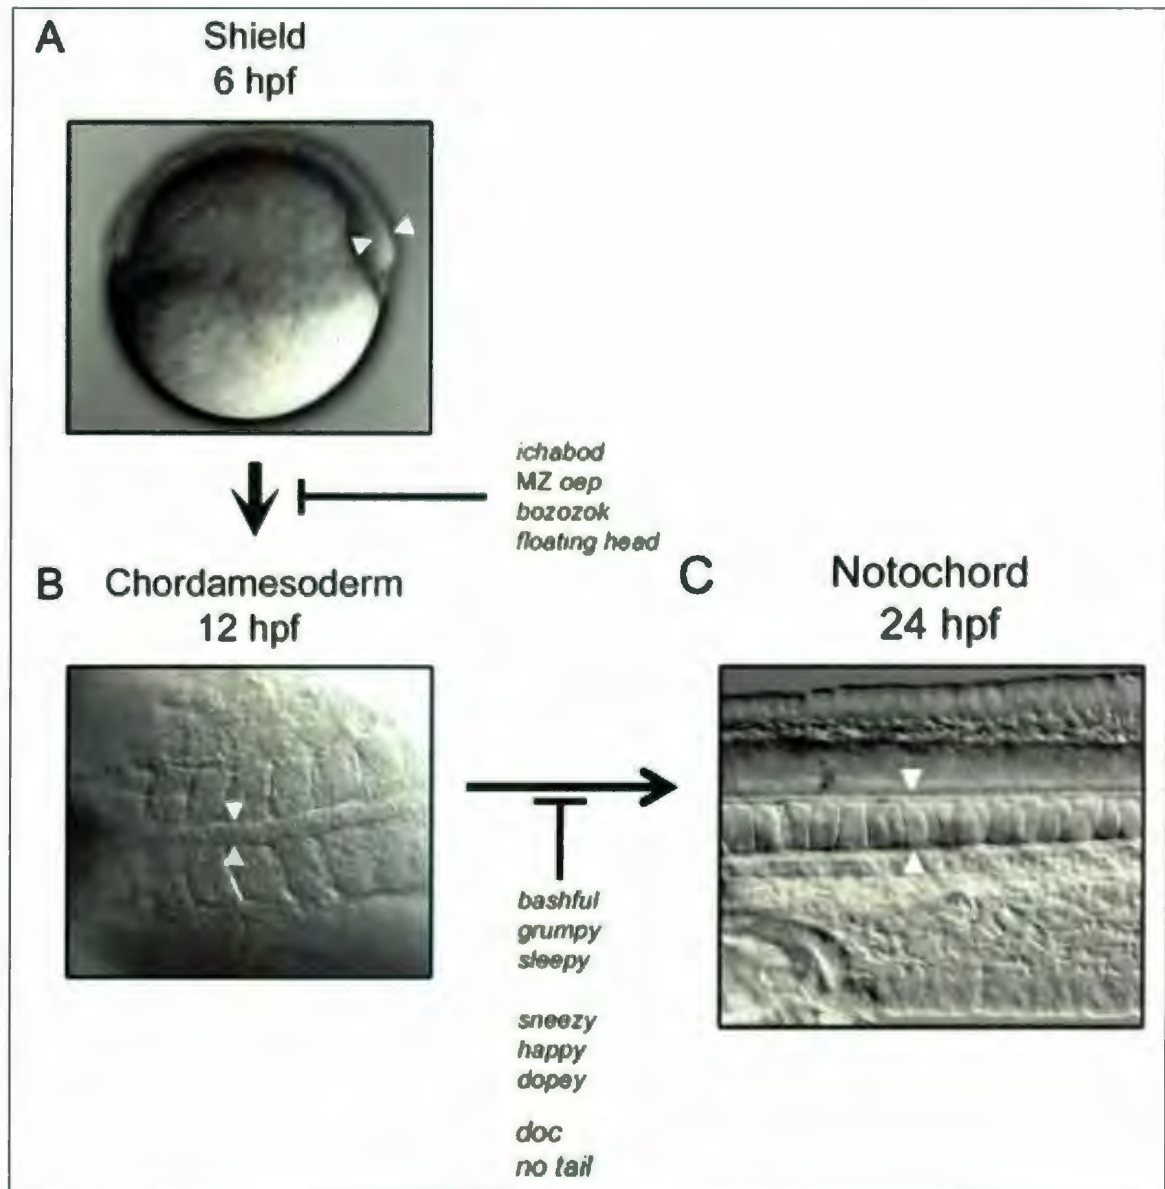 A
Shield
6 hpf
ichabod
MZ oep
bozozok
floating head
B
Chordamesoderm
12 hpf
C
Notochord
24 hpf
bashful
grumpy
sleepy
sneezy
happy
dopey
doc
no tail